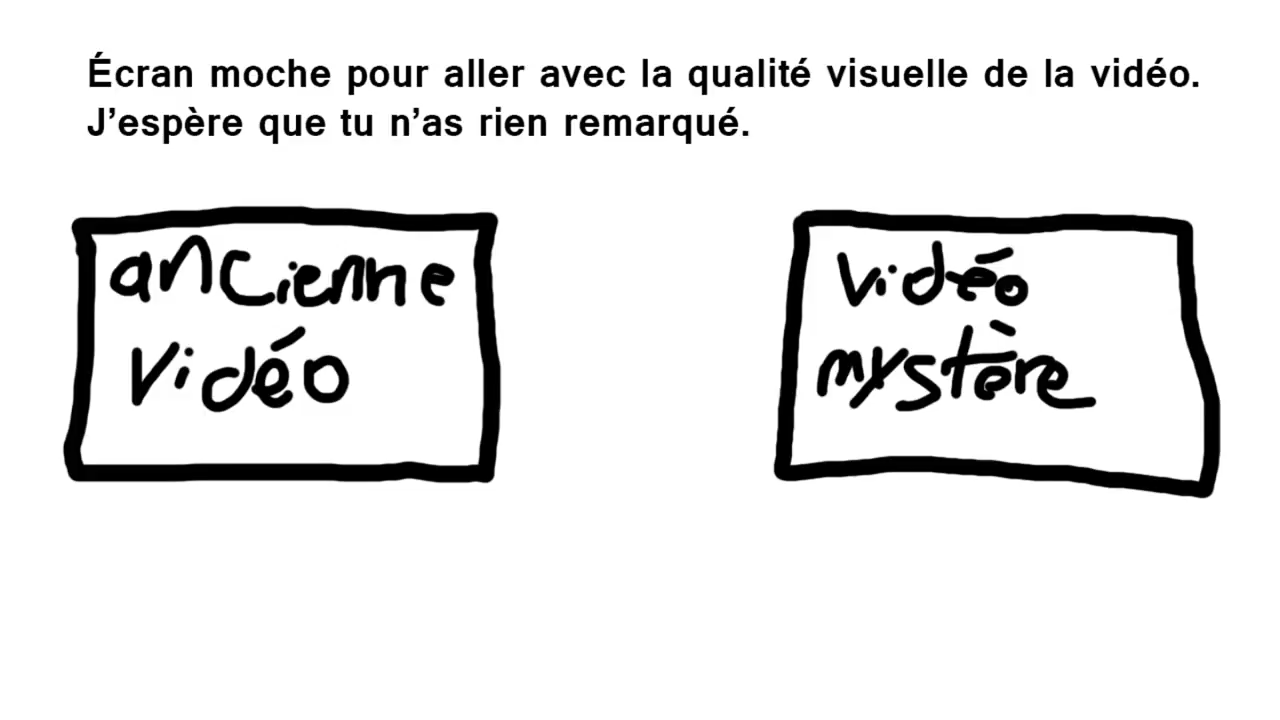 Écran moche pour aller avec la qualité visuelle de la vidéo.
J’espère que tu n’as rien remarqué.
ancienne
vidéo
vidéo
mystère